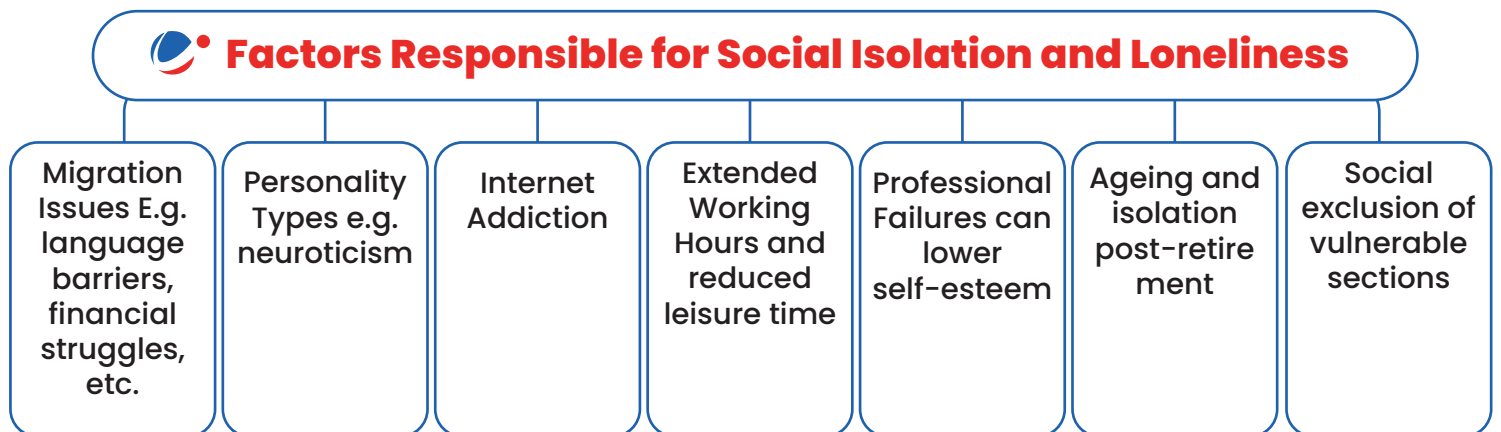 Factors Responsible for Social Isolation and Loneliness
Migration
Issues E.g.
language
barriers,
financial
struggles,
etc.
Personality
Types e.g.
neuroticism
Internet
Addiction
Extended
Working
Hours and
reduced
leisure time
Professional
Failures can
lower
self-esteem
Ageing and
isolation
post-retire
ment
Social
exclusion of
vulnerable
sections